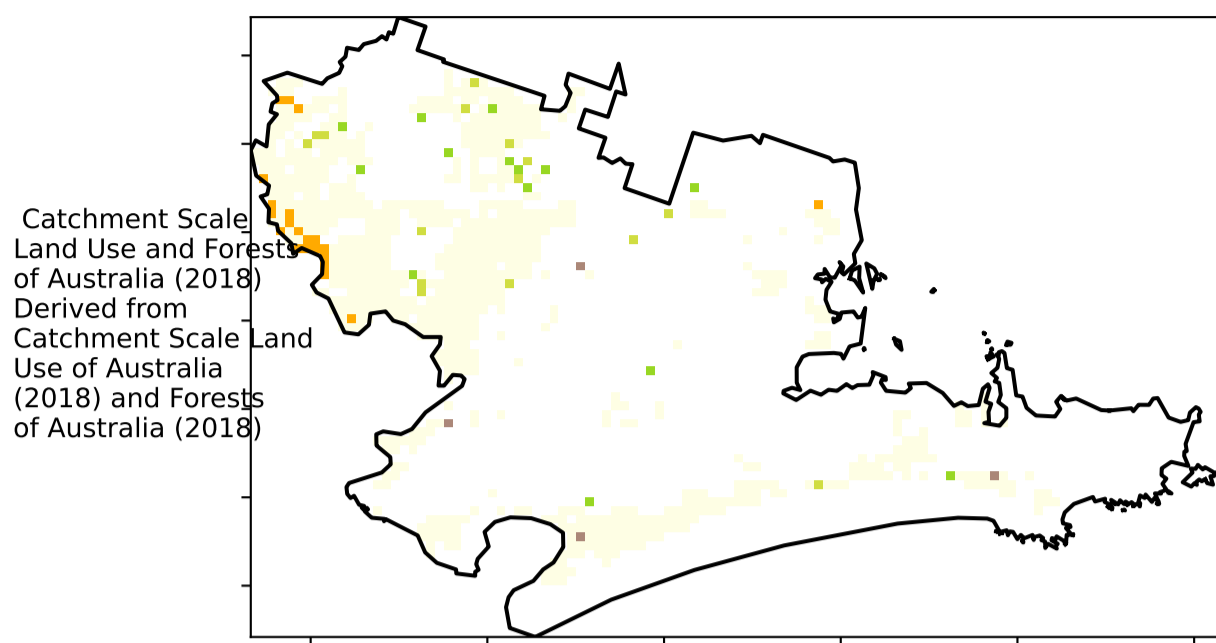 Catchment Scale
Land Use and Forests
of Australia (2018)
Derived from
Catchment Scale Land
Use of Australia
(2018) and Forests
of Australia (2018)